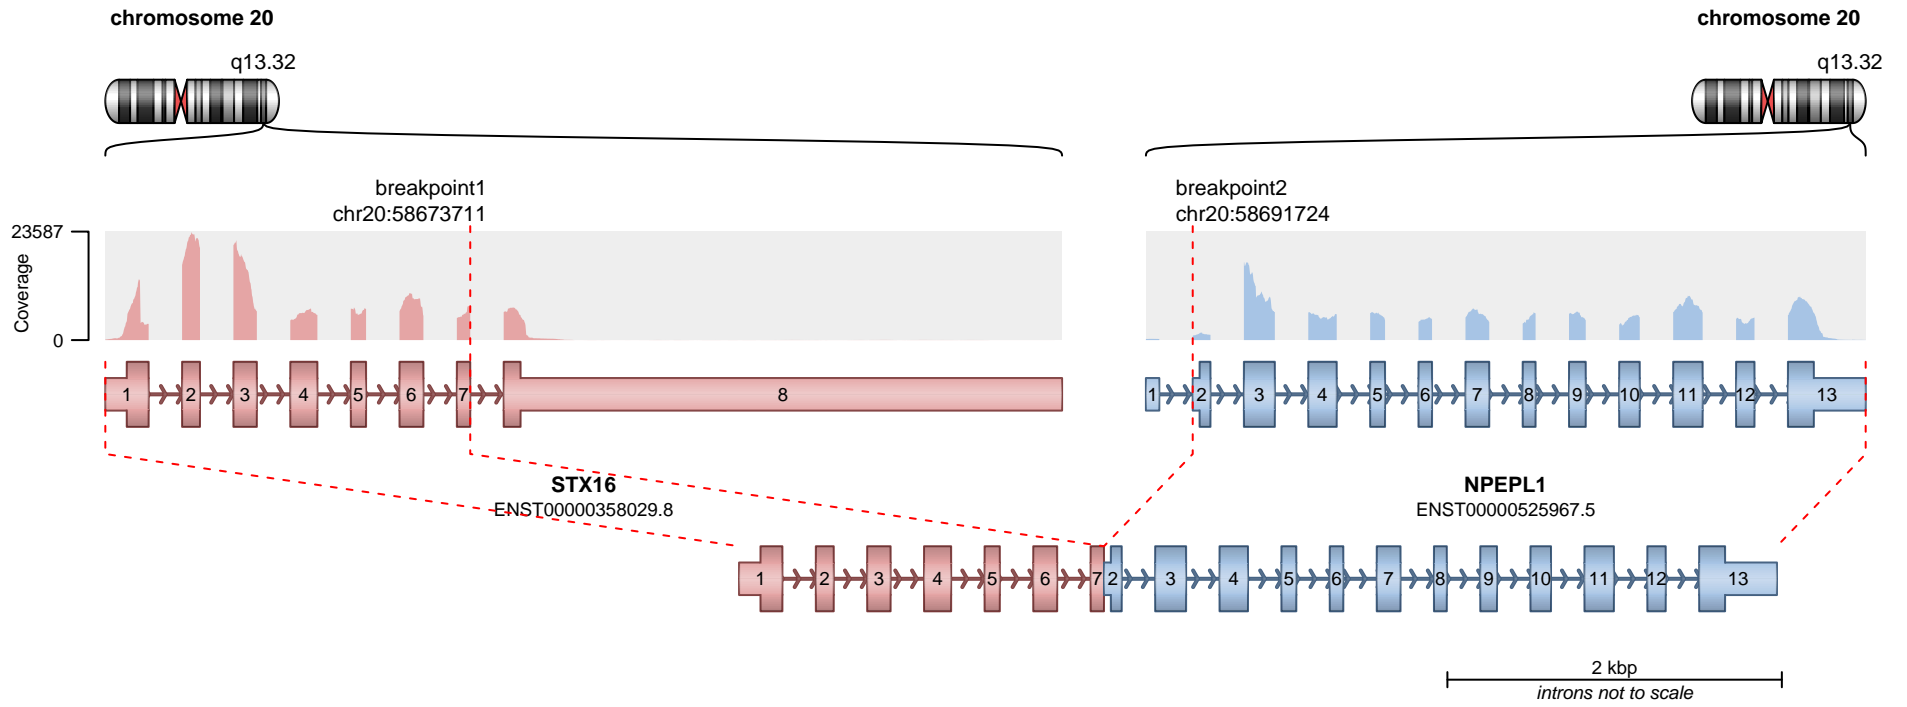 chromosome 20
chromosome 20
q13.32
q13.32
breakpoint1
chr20:58673711
breakpoint2
chr20:58691724
23587
Coverage
0
1 2 3 4 5 6 7 8
1 2 3 4 5 6 7 8 9 10 11 12 13
STX16
ENST00000358029.8
NPEPL1
ENST00000525967.5
1 2 3 4 5 6 7 2 3 4 5 6 7 8 9 10 11 12 13
2 kbp
introns not to scale